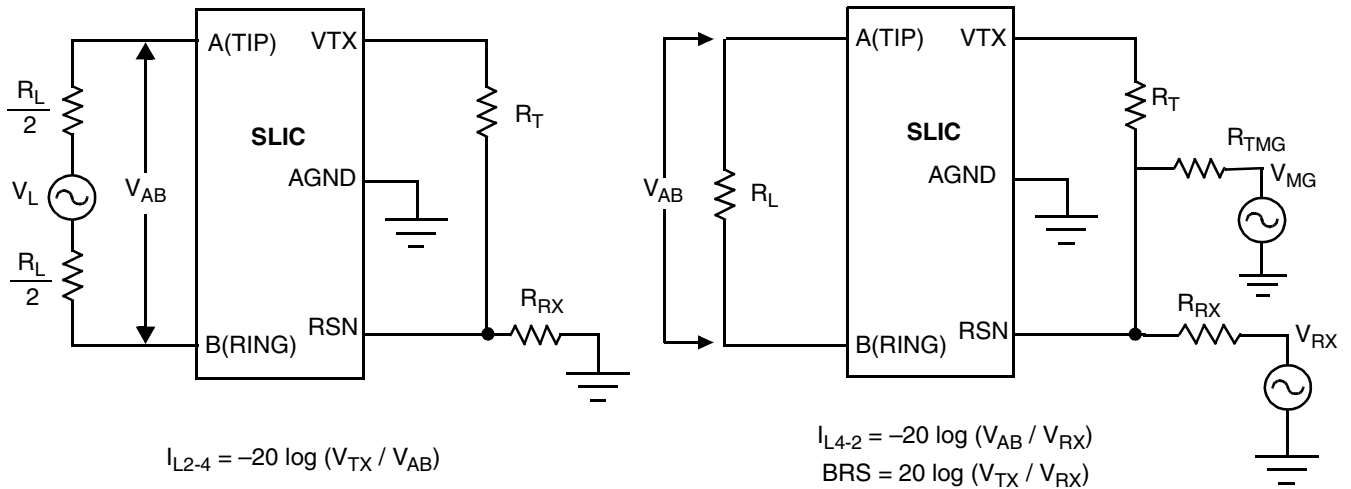 A(TIP) VTX
R_L
2
R_T
SLIC
V_L V_AB
AGND
R_L
2
R_RX
RSN
B(RING)
I_L2-4 = –20 log (V_TX / V_AB)
A(TIP) VTX
R_T
SLIC
R_TMG
V_MG
AGND
V_AB R_L
R_RX
RSN
V_RX
B(RING)
I_L4-2 = –20 log (V_AB / V_RX)
BRS = 20 log (V_TX / V_RX)